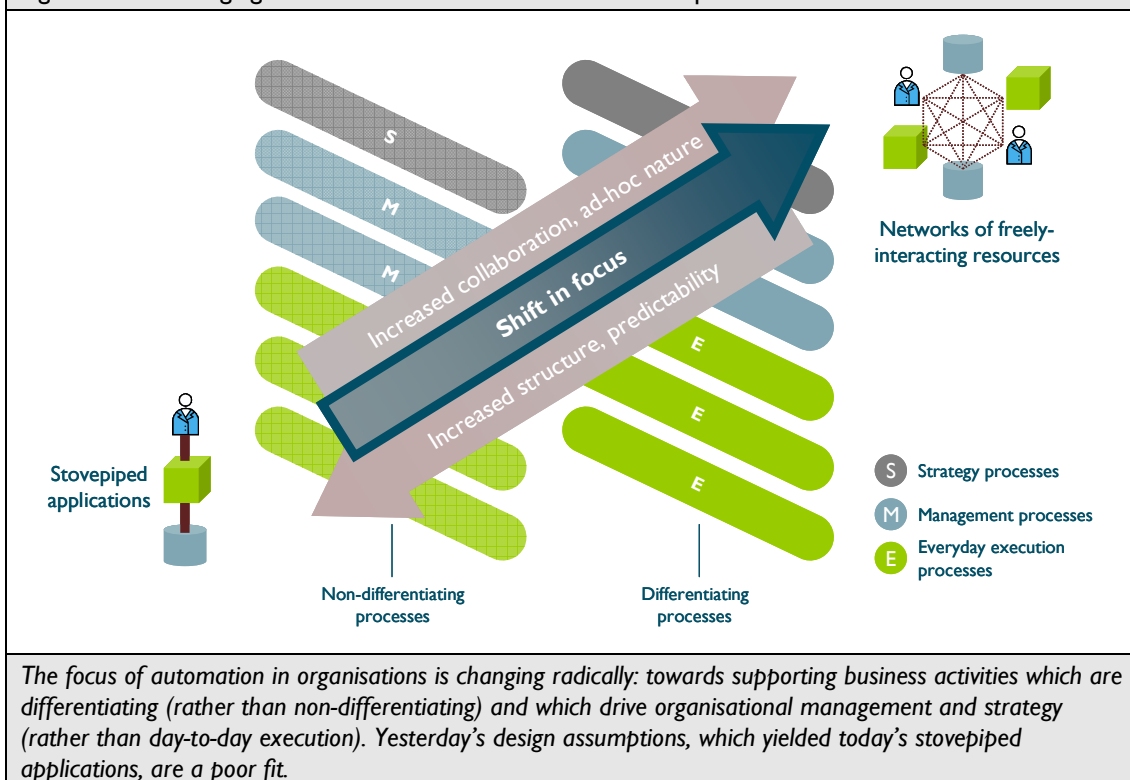 S
M
M
E
E
E
Increased collaboration, ad-hoc nature
Shift in focus
Increased structure, predictability
Networks of freely-
interacting resources
Stovepiped
applications
Non-differentiating
processes
Differentiating
processes
S Strategy processes
M Management processes
E Everyday execution
processes
The focus of automation in organisations is changing radically: towards supporting business activities which are
differentiating (rather than non-differentiating) and which drive organisational management and strategy
(rather than day-to-day execution). Yesterday's design assumptions, which yielded today's stovepiped
applications, are a poor fit.